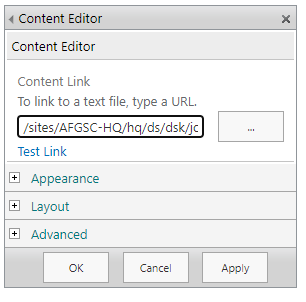 Content Editor
Content Editor
Content Link
To link to a text file, type a URL.
/sites/AFGSC-HQ/hq/ds/dsk/jc
...
Test Link
Appearance
Layout
Advanced
OK Cancel Apply